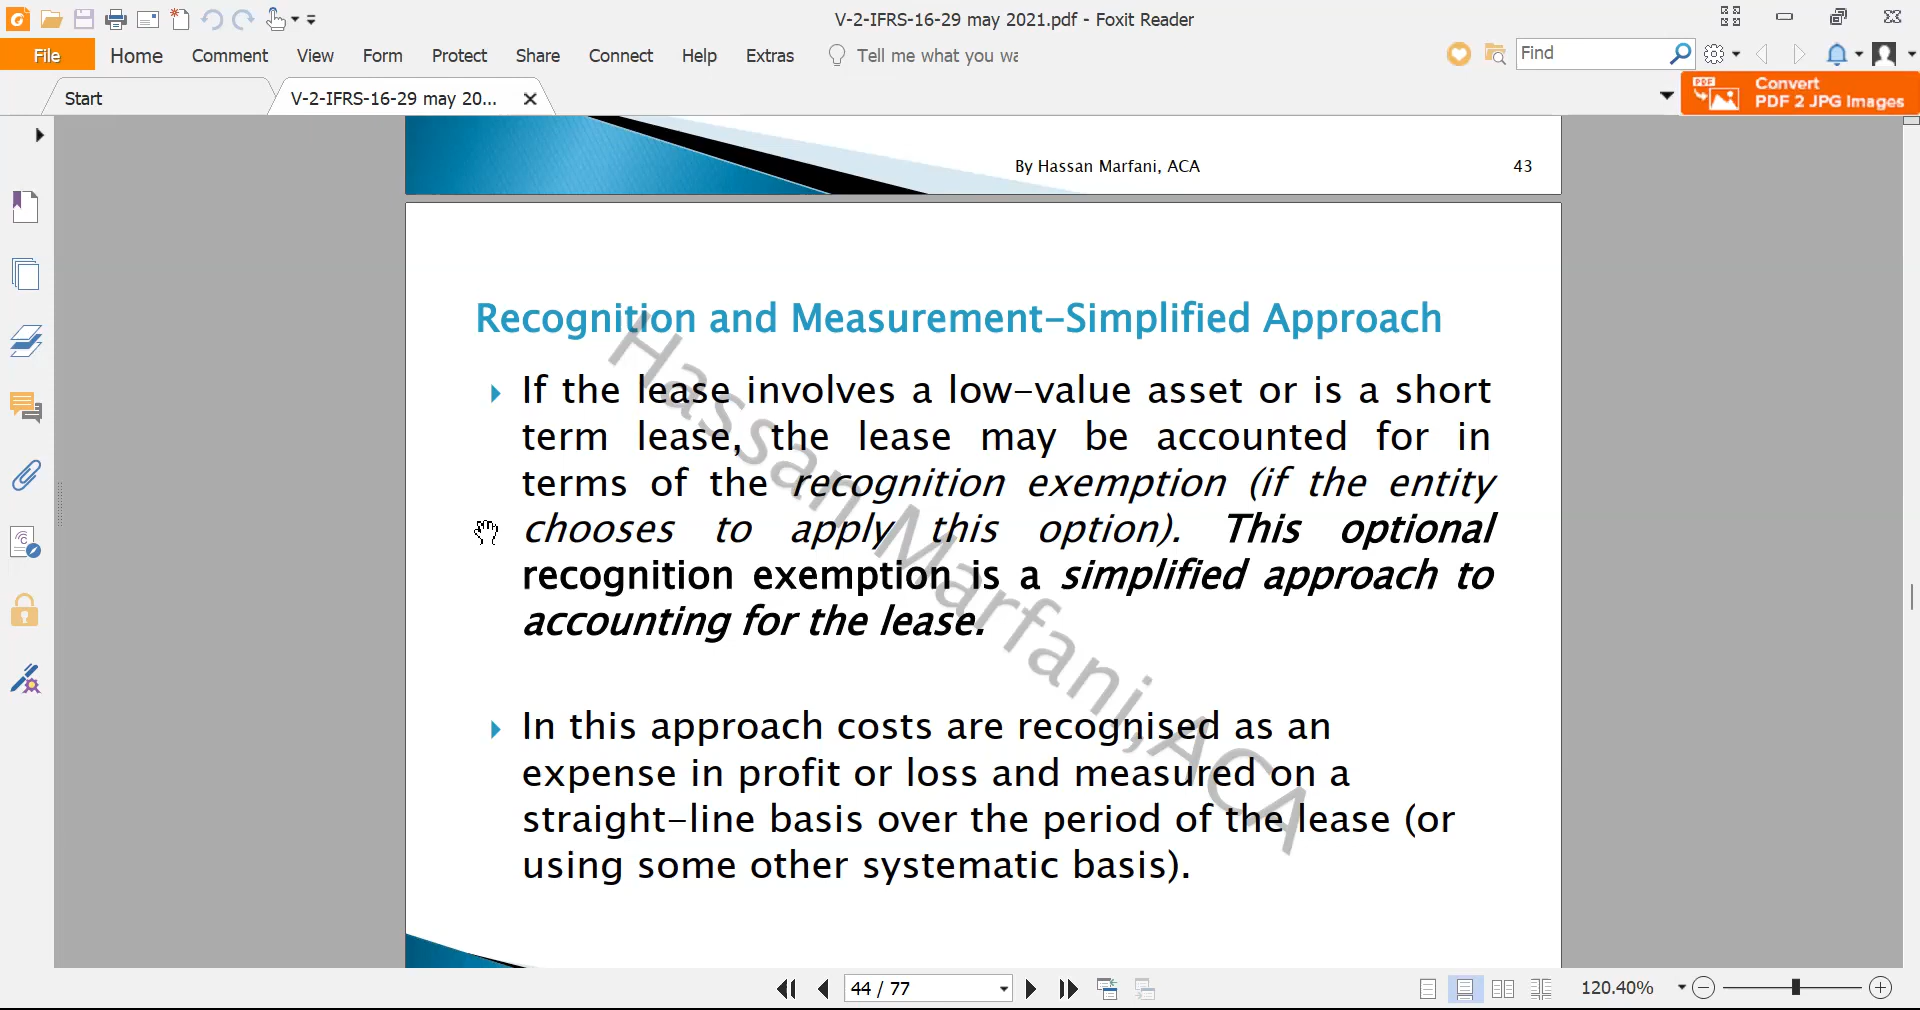 V-2-IFRS-16-29 may 2021.pdf - Foxit Reader
File Home Comment View Form Protect Share Connect Help Extras Tell me what you wa Find
Start V-2-IFRS-16-29 may 20... PDF Convert
PDF 2 JPG Images
By Hassan Marfani, ACA 43
Recognition and Measurement-Simplified Approach
If the lease involves a low-value asset or is a short
term lease, the lease may be accounted for in
terms of the recognition exemption (if the entity
chooses to apply this option). This optional
recognition exemption is a simplified approach to
accounting for the lease.
In this approach costs are recognised as an
expense in profit or loss and measured on a
straight-line basis over the period of the lease (or
using some other systematic basis).
Hassan Marfani,ACA
44 / 77 120.40%